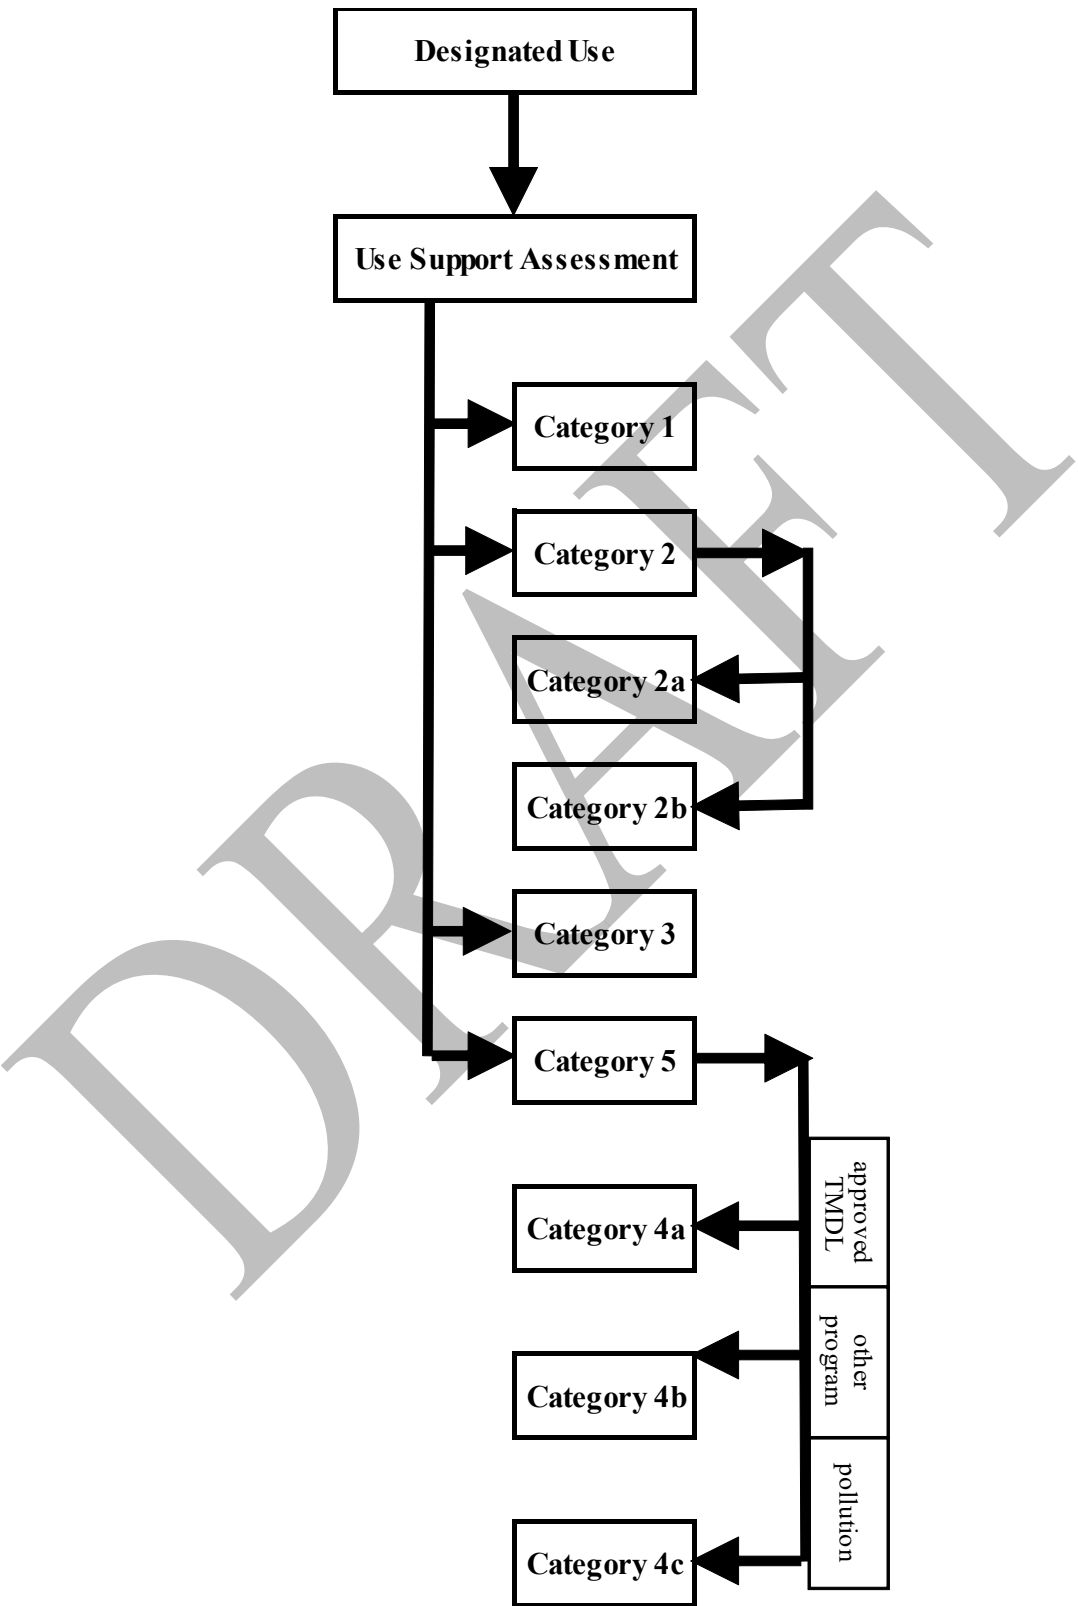 Designated Use
Use Support Assessment
Category 1
Category 2
Category 2a
Category 2b
Category 3
Category 5
approved
TMDL
Category 4a
other
program
Category 4b
pollution
Category 4c
DRAFT